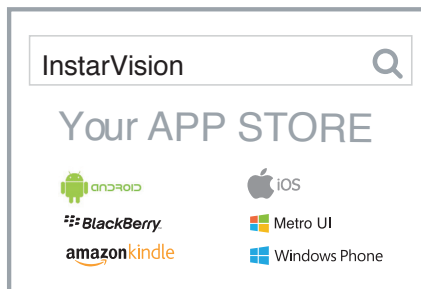 InstarVision
Your APP STORE
android
iOS
BlackBerry.
Metro UI
amazonkindle
Windows Phone